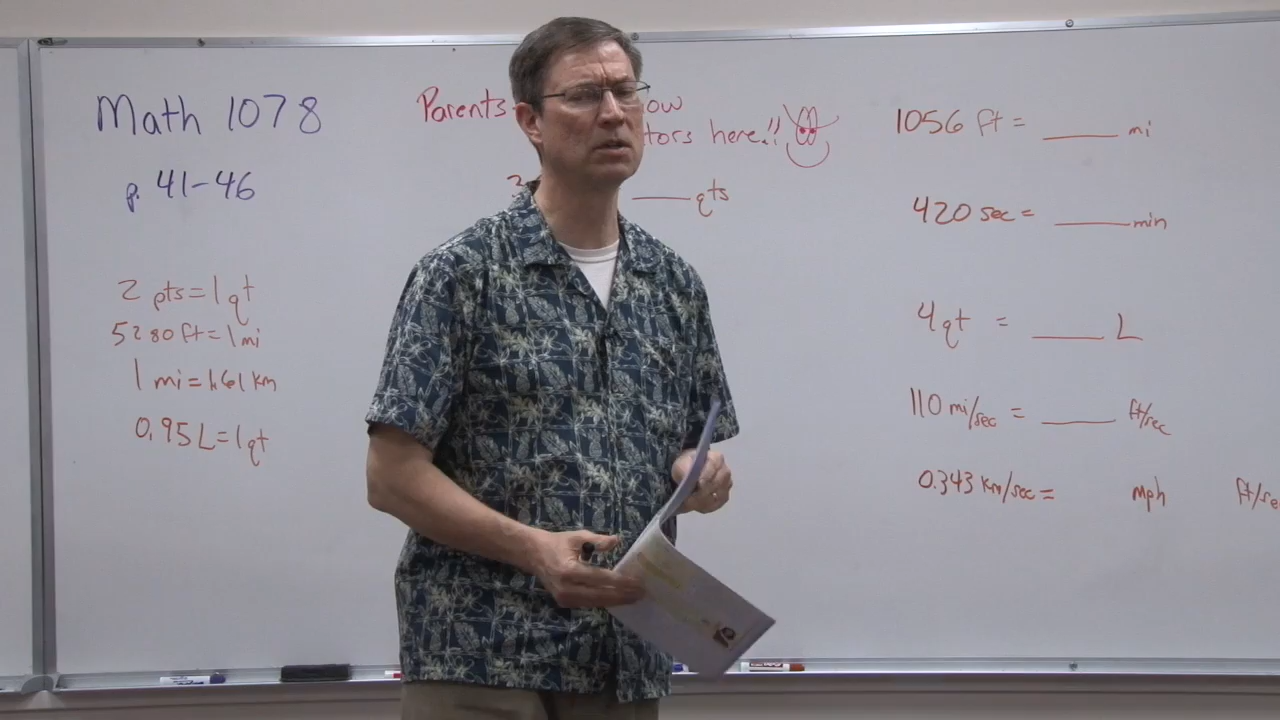 Math 1078
p. 41-46
2 pts = 1 qt
5280 ft = 1 mi
1 mi = 1.61 km
0.95 L = 1 qt
Parents
ow
tors here!!
____ qts
1056 ft = ____ mi
420 sec = ____ min
4 qt = ____ L
110 mi/sec = ____ ft/sec
0.343 km/sec = mph ft/se